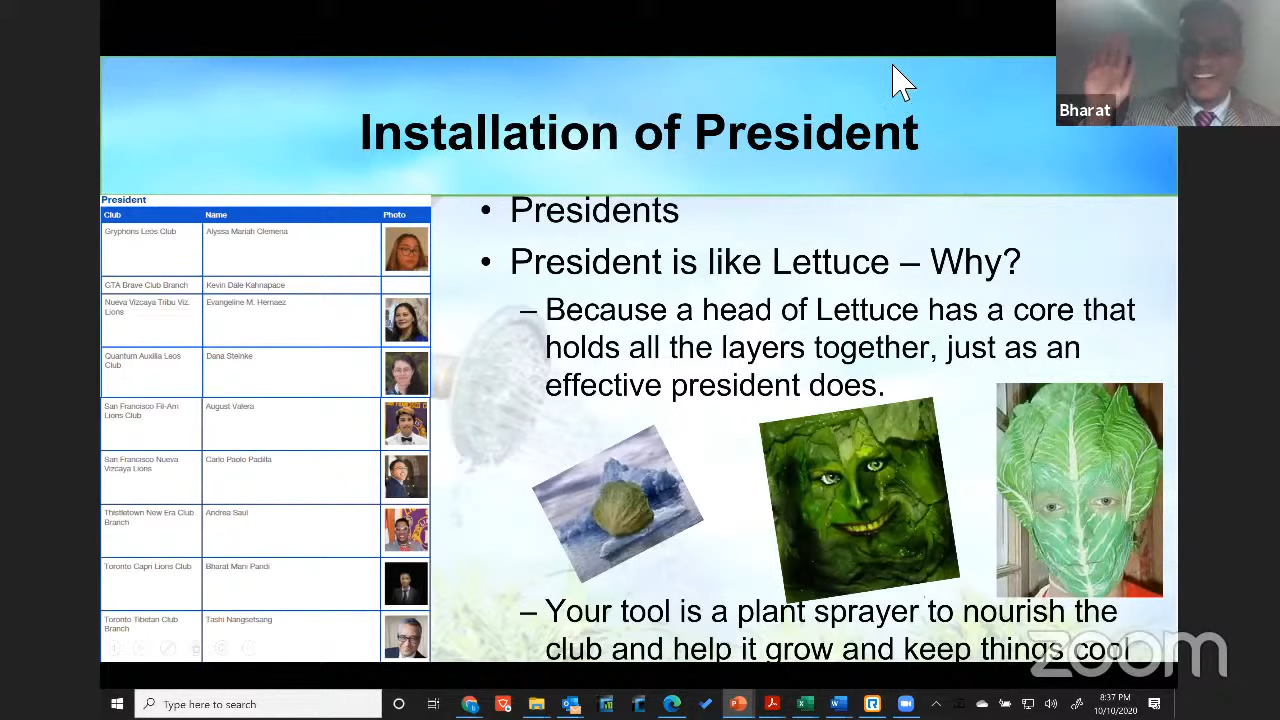 Bharat
Installation of President
President
Club Name Photo
Gryphons Leos Club Alyssa Mariah Clemena
GTA Brave Club Branch Kevin Dale Kahnapace
Nueva Vizcaya Tribu Viz. Evangeline M. Hernaez
Lions
Quantum Auxilia Leos Dana Steinke
Club
San Francisco Fil-Am August Valera
Lions Club
San Francisco Nueva Carlo Paolo Padilla
Vizcaya Lions
Thistletown New Era Club Andrea Saul
Branch
Toronto Capri Lions Club Bharat Mani Pandi
Toronto Tibetan Club Tashi Nangsetsang
Branch
• Presidents
• President is like Lettuce – Why?
– Because a head of Lettuce has a core that
holds all the layers together, just as an
effective president does.
– Your tool is a plant sprayer to nourish the
club and help it grow and keep things cool
zoom
Type here to search
8:37 PM
10/10/2020